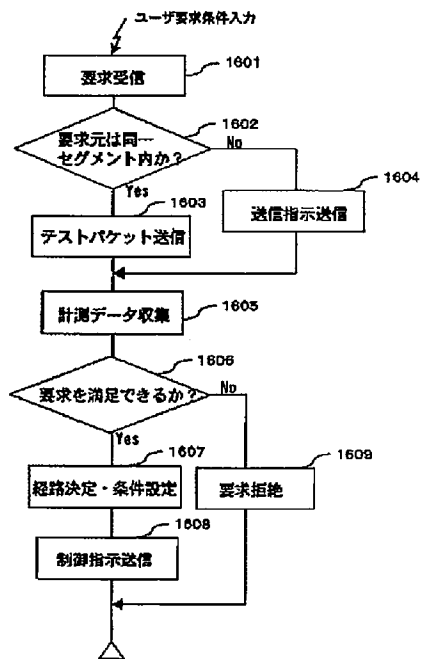 ユーザ要求条件入力
要求受信
1601
要求元は同一
セグメント内か？
1602
No
Yes
1603
テストパケット送信
1604
送信指示送信
計測データ収集
1605
要求を満足できるか？
1606
No
Yes
1607
経路決定・条件設定
1609
要求拒絶
1608
制御指示送信